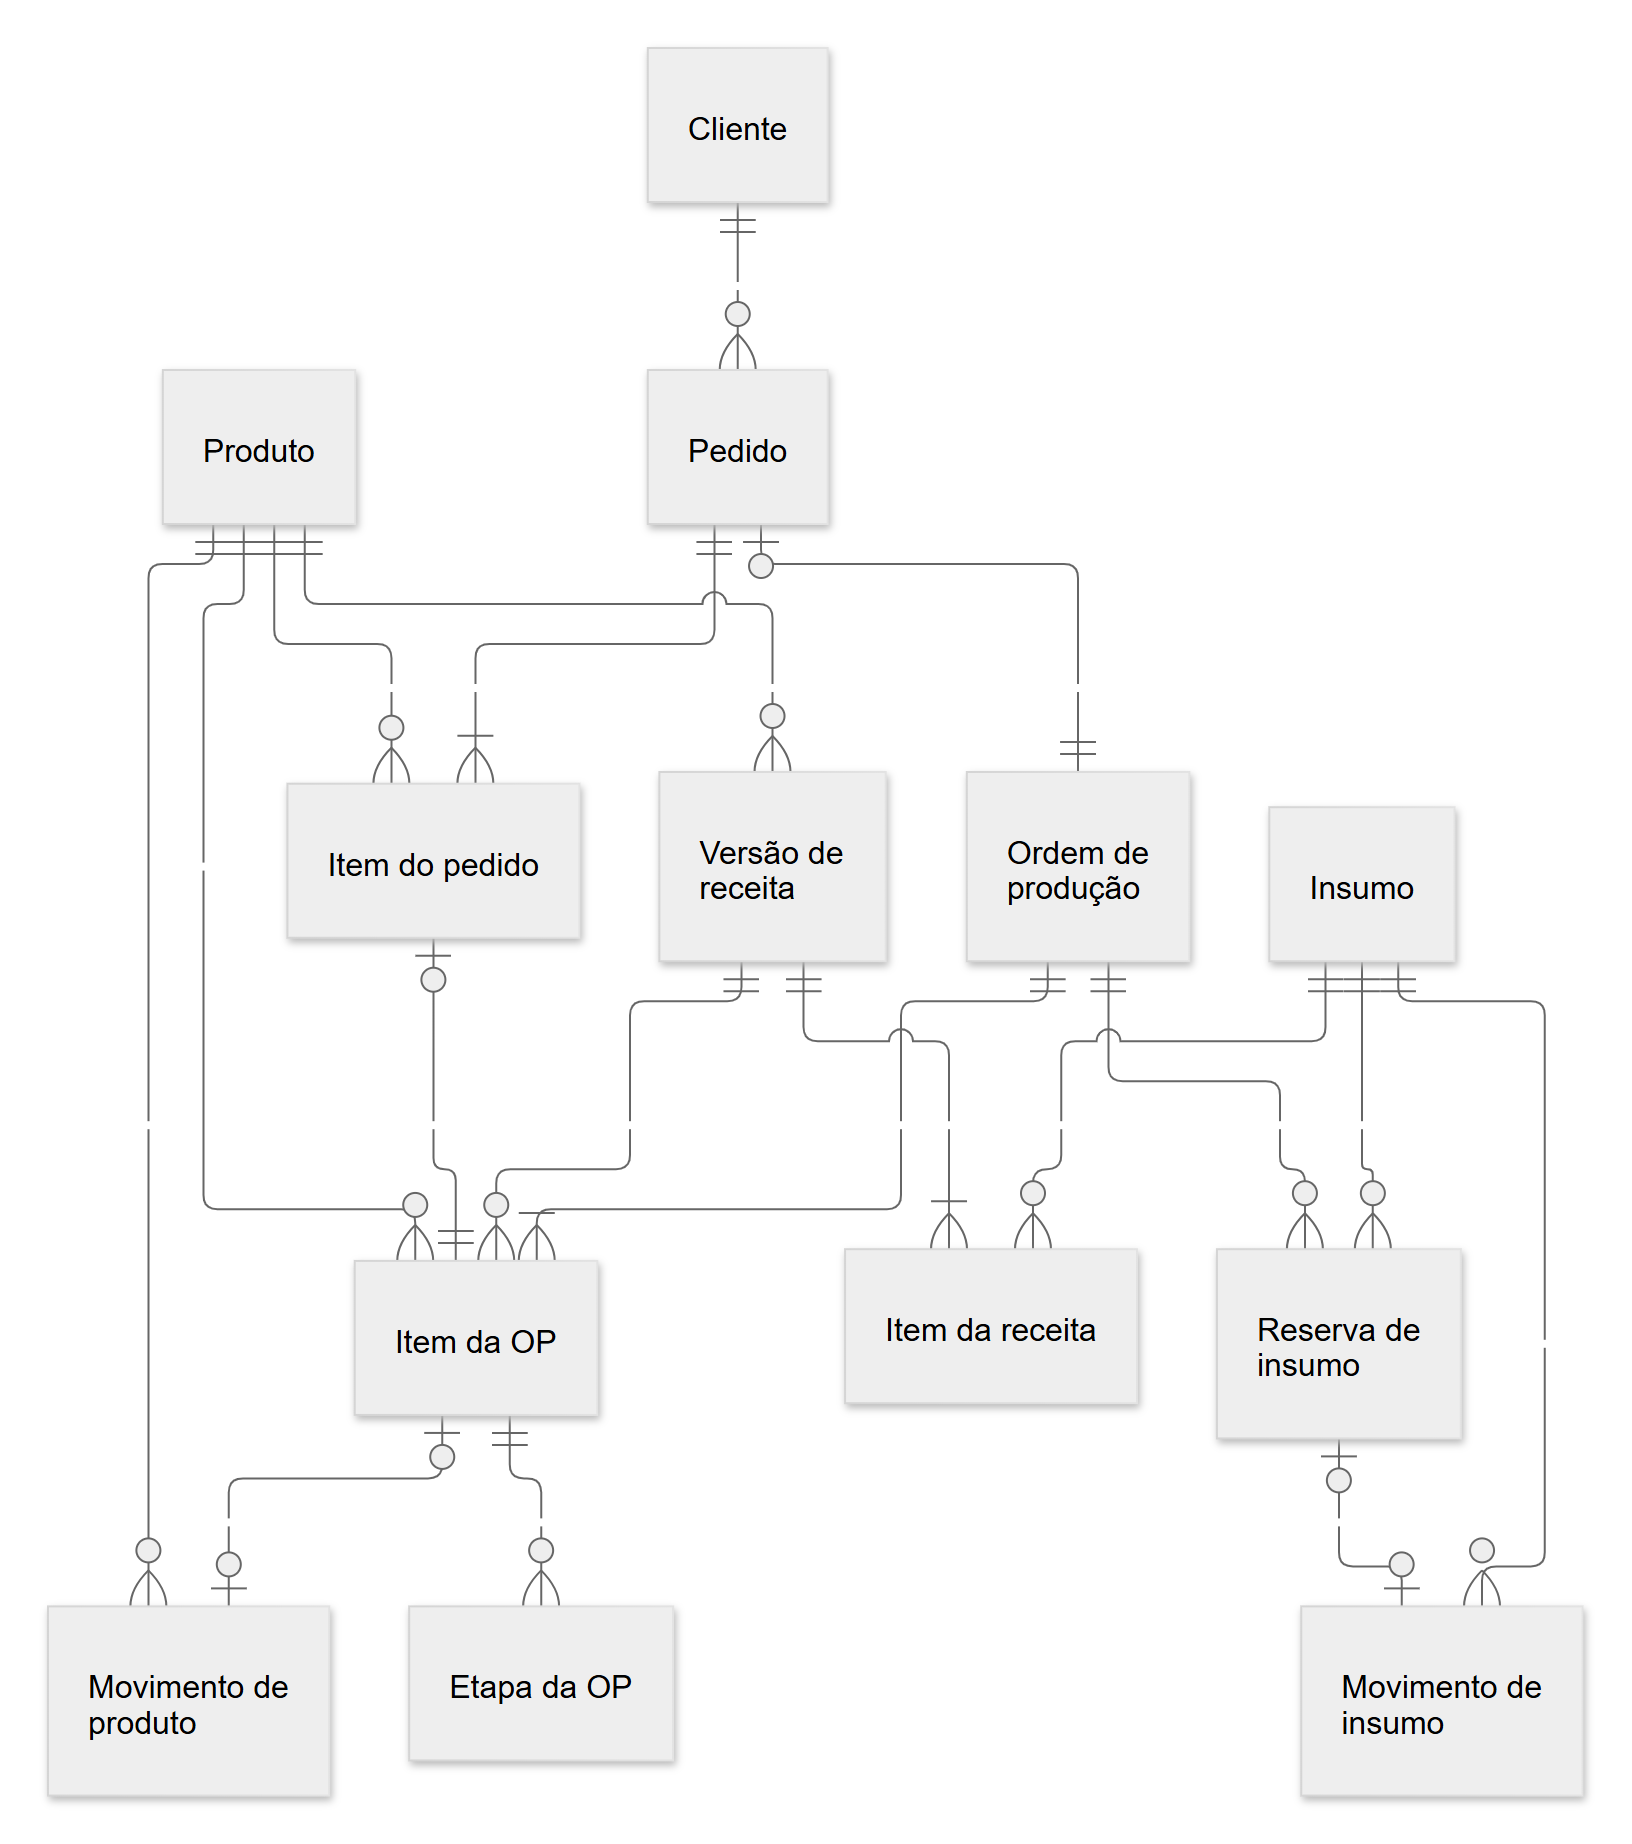 Cliente
Produto
Pedido
Item do pedido
Versão de
receita
Ordem de
produção
Insumo
Item da OP
Item da receita
Reserva de
insumo
Movimento de
produto
Etapa da OP
Movimento de
insumo